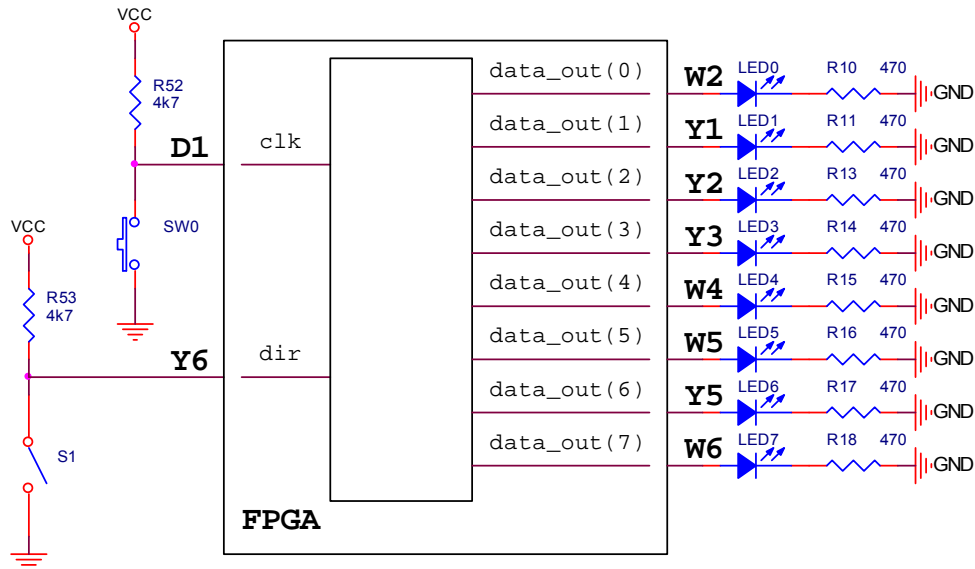 VCC
R52
4k7
D1
clk
SW0
VCC
R53
4k7
Y6
dir
S1
FPGA
data_out(0) W2 LED0 R10 470 GND
data_out(1) Y1 LED1 R11 470 GND
data_out(2) Y2 LED2 R13 470 GND
data_out(3) Y3 LED3 R14 470 GND
data_out(4) W4 LED4 R15 470 GND
data_out(5) W5 LED5 R16 470 GND
data_out(6) Y5 LED6 R17 470 GND
data_out(7) W6 LED7 R18 470 GND